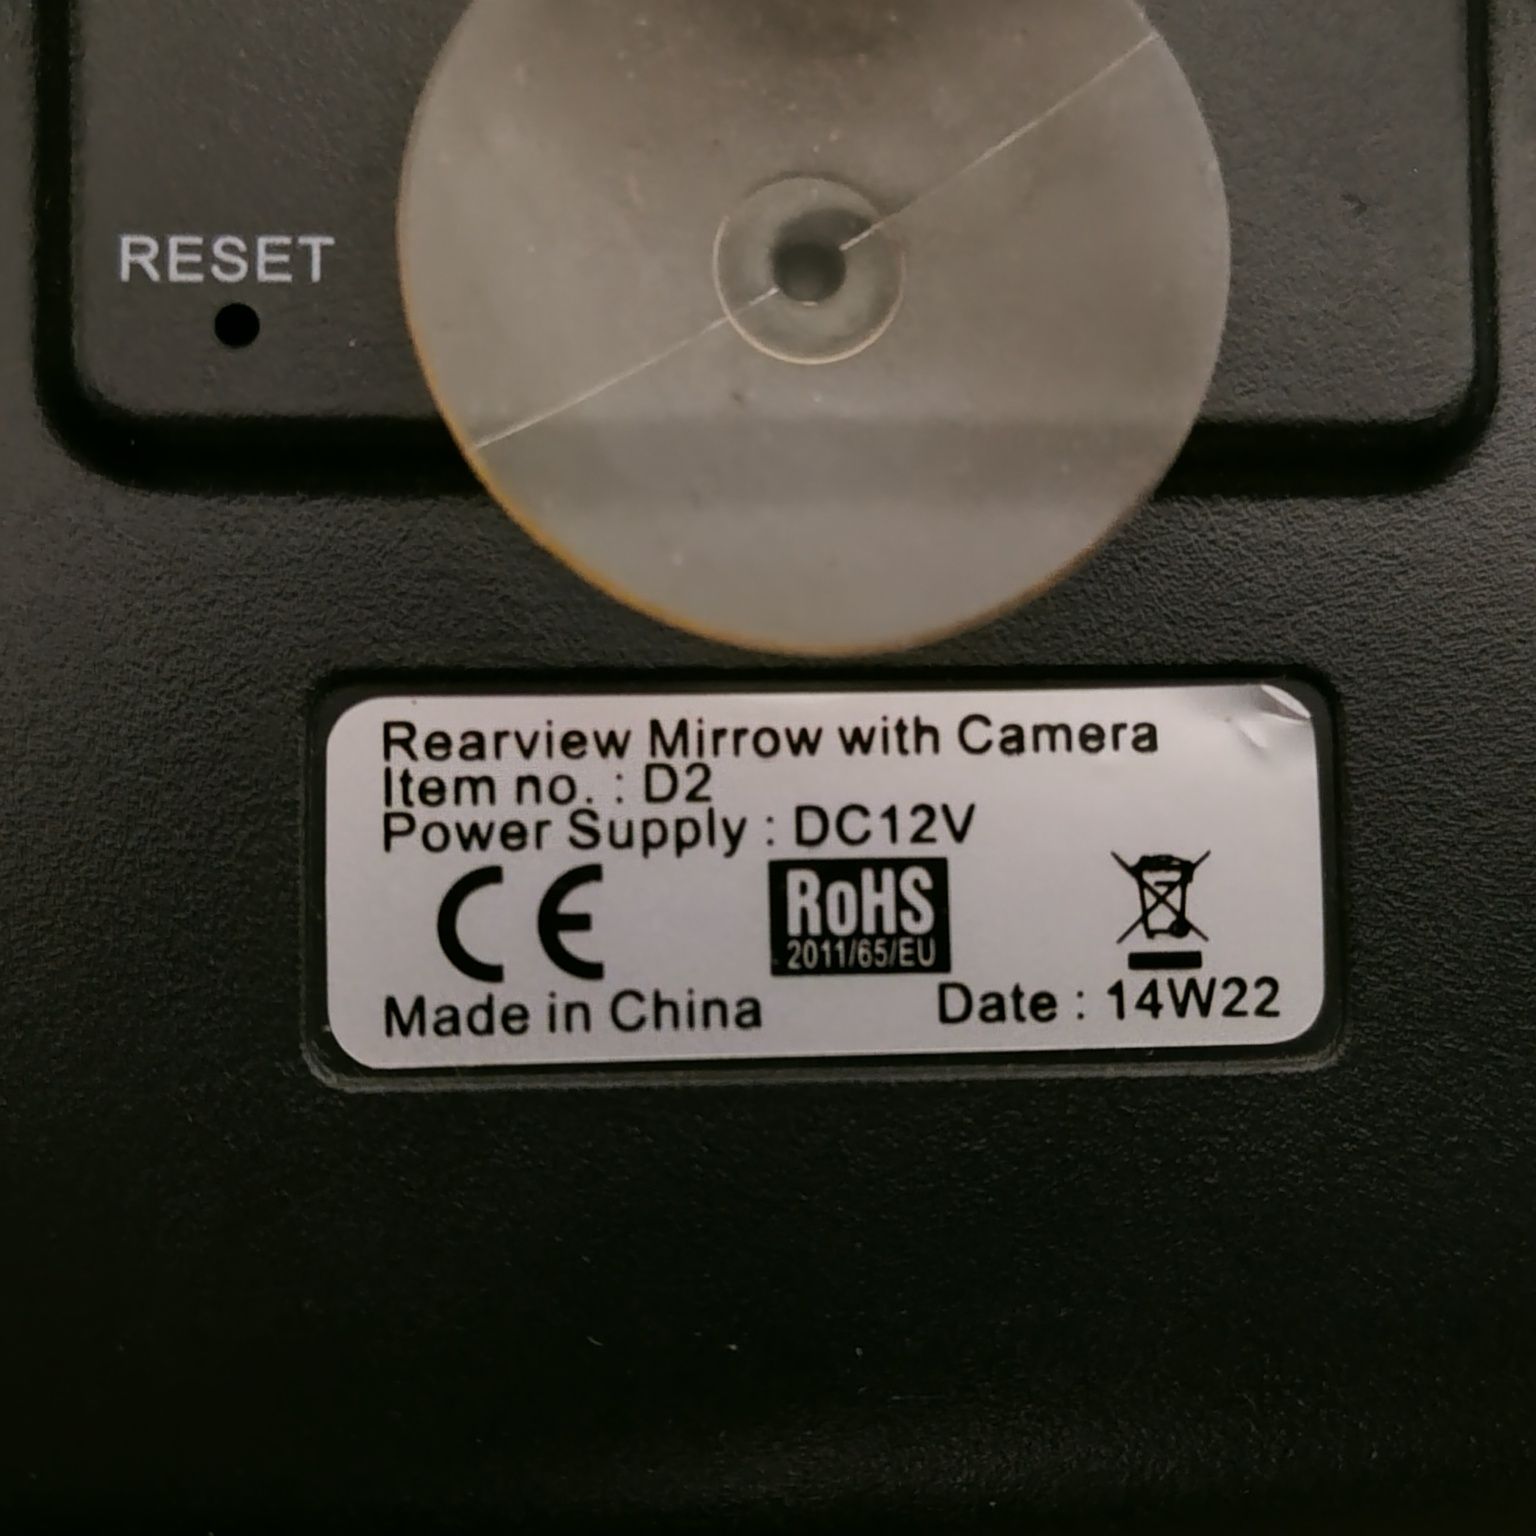 RESET
Rearview Mirrow with Camera
Item no. : D2
Power Supply : DC12V
CE
RoHS
2011/65/EU
Made in China
Date : 14W22